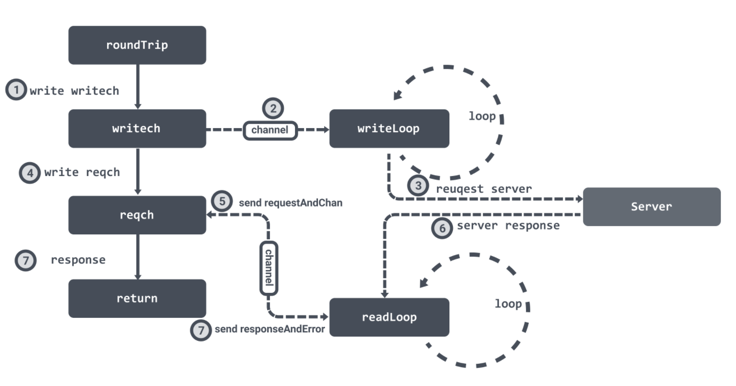 roundTrip
1 write writech
2
writech
channel
writeLoop
loop
4 write reqch
3 reuqest server
5 send requestAndChan
Server
reqch
6 server response
7 response
channel
return
loop
readLoop
7 send responseAndError